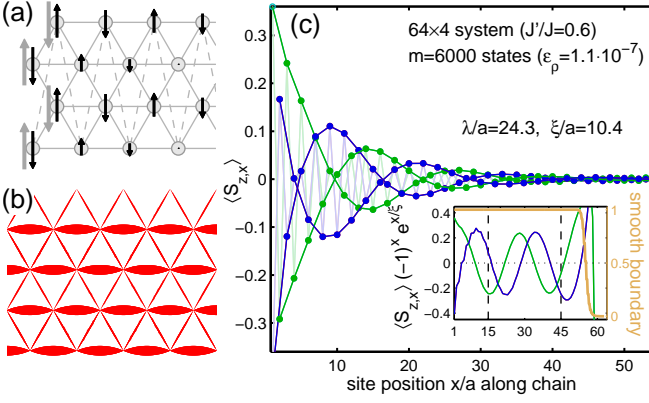 (a)
(b)
(c)
64×4 system (J'/J=0.6)
m=6000 states (ε_ρ=1.1·10⁻⁷)
λ/a=24.3, ξ/a=10.4
⟨S_{z,x}⟩
0.3
0.2
0.1
0
-0.1
-0.2
-0.3
10
20
30
40
50
site position x/a along chain
⟨S_{z,x}⟩ (-1)^x e^{x/ξ}
0.4
0.2
0
-0.2
-0.4
1
15
30
45
60
1
0.5
0
smooth boundary